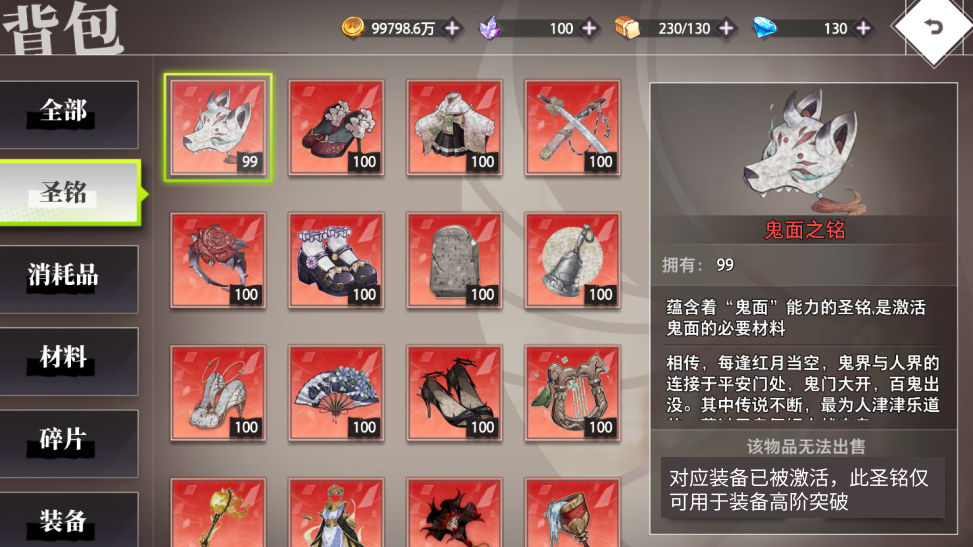 背包
99798.6万
100
230/130
130
全部
圣铭
消耗品
材料
碎片
装备
99
100
100
100
100
100
100
100
100
100
100
100
鬼面之铭
拥有： 99
蕴含着“鬼面”能力的圣铭,是激活
鬼面的必要材料
相传，每逢红月当空，鬼界与人界的
连接于平安门处，鬼门大开，百鬼出
没。其中传说不断，最为人津津乐道
该物品无法出售
对应装备已被激活，此圣铭仅
可用于装备高阶突破